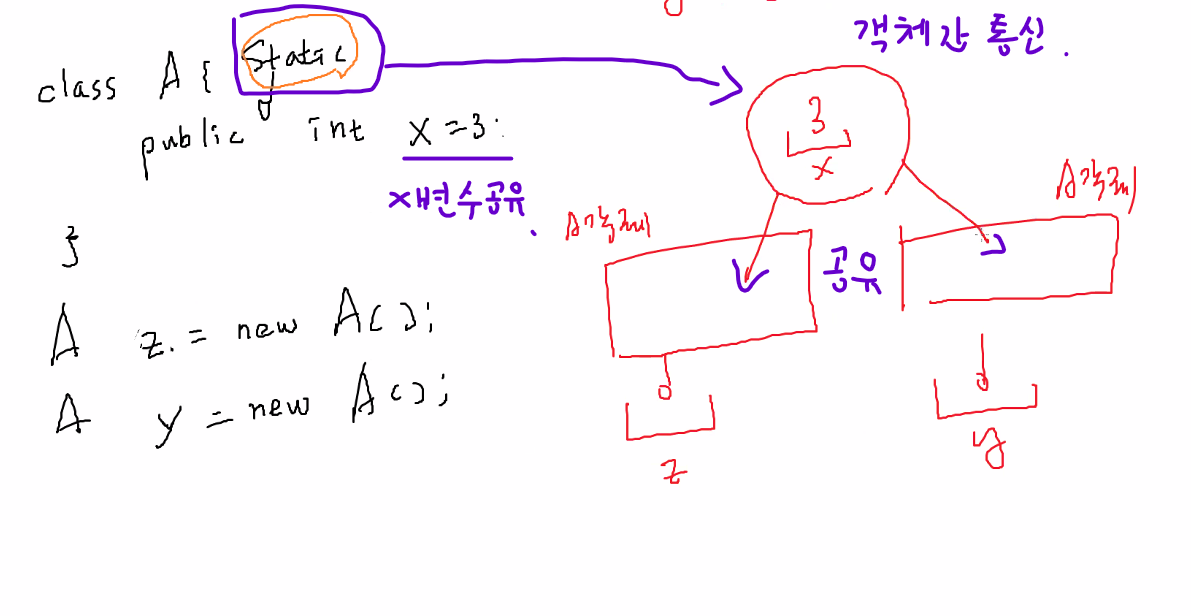 객체간 통신.
class A { static
public int x = 3;
x변수공유.
}
A z = new A();
A y = new A();
3
x
A객체
A객체
공유
z
y